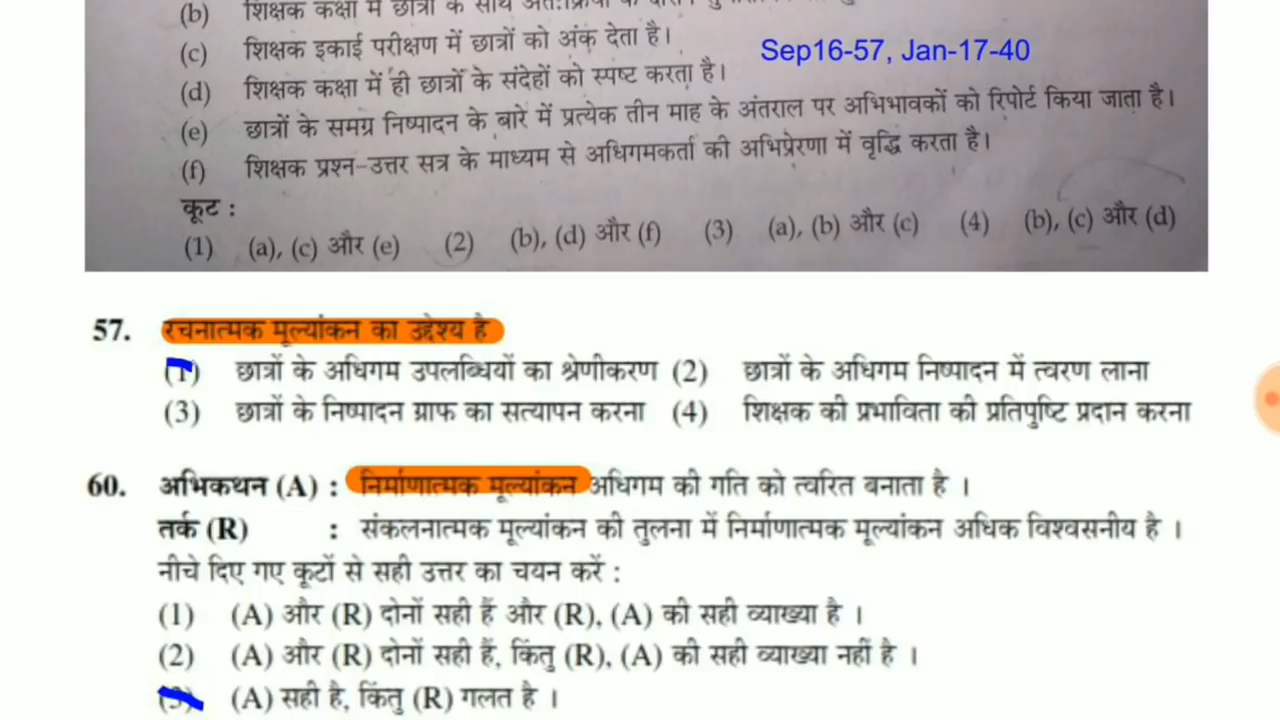 (b) शिक्षक कक्षा में छात्रों के साथ
(c) शिक्षक इकाई परीक्षण में छात्रों को अंक देता है।
Sep16-57, Jan-17-40
(d) शिक्षक कक्षा में ही छात्रों के संदेहों को स्पष्ट करता है।
(e) छात्रों के समग्र निष्पादन के बारे में प्रत्येक तीन माह के अंतराल पर अभिभावकों को रिपोर्ट किया जाता है।
(f) शिक्षक प्रश्न-उत्तर सत्र के माध्यम से अधिगमकर्ता की अभिप्रेरणा में वृद्धि करता है।
कूट :
(1) (a), (c) और (e) (2) (b), (d) और (f) (3) (a), (b) और (c) (4) (b), (c) और (d)
57. रचनात्मक मूल्यांकन का उद्देश्य है
(1) छात्रों के अधिगम उपलब्धियों का श्रेणीकरण (2) छात्रों के अधिगम निष्पादन में त्वरण लाना
(3) छात्रों के निष्पादन ग्राफ का सत्यापन करना (4) शिक्षक की प्रभाविता की प्रतिपुष्टि प्रदान करना
60. अभिकथन (A) : निर्माणात्मक मूल्यांकन अधिगम की गति को त्वरित बनाता है ।
तर्क (R) : संकलनात्मक मूल्यांकन की तुलना में निर्माणात्मक मूल्यांकन अधिक विश्वसनीय है ।
नीचे दिए गए कूटों से सही उत्तर का चयन करें :
(1) (A) और (R) दोनों सही हैं और (R), (A) की सही व्याख्या है ।
(2) (A) और (R) दोनों सही हैं, किंतु (R), (A) की सही व्याख्या नहीं है ।
(3) (A) सही है, किंतु (R) गलत है ।